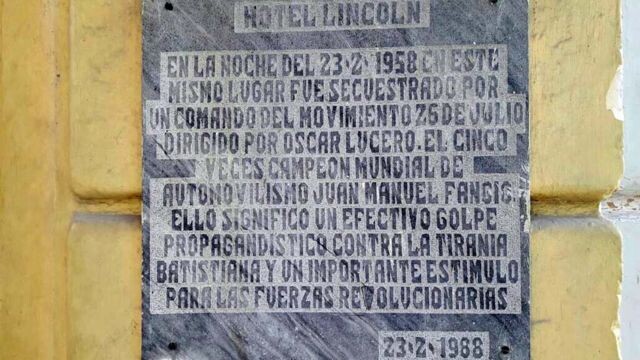 HOTEL LINCOLN
EN LA NOCHE DEL 23·2·1958 EN ESTE
MISMO LUGAR FUE SECUESTRADO POR
UN COMANDO DEL MOVIMIENTO 26 DE JULIO
DIRIGIDO POR OSCAR LUCERO. EL CINCO
VECES CAMPEON MUNDIAL DE
AUTOMOVILISMO JUAN MANUEL FANGIO.
ELLO SIGNIFICO UN EFECTIVO GOLPE
PROPAGANDISTICO CONTRA LA TIRANIA
BATISTIANA Y UN IMPORTANTE ESTIMULO
PARA LAS FUERZAS REVOLUCIONARIAS
23·2·1988